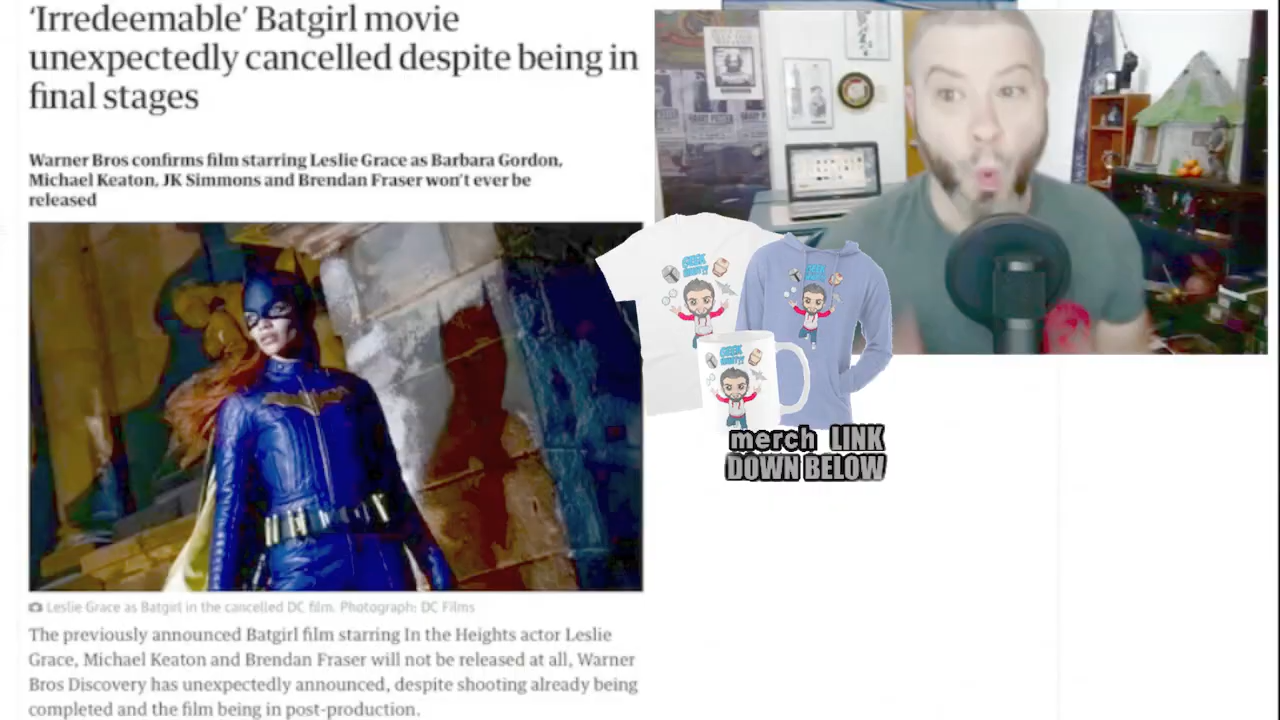 ‘Irredeemable’ Batgirl movie
unexpectedly cancelled despite being in
final stages
Warner Bros confirms film starring Leslie Grace as Barbara Gordon,
Michael Keaton, JK Simmons and Brendan Fraser won't ever be
released
merch LINK
DOWN BELOW
Leslie Grace as Batgirl in the cancelled DC film. Photograph: DC Films
The previously announced Batgirl film starring In the Heights actor Leslie
Grace, Michael Keaton and Brendan Fraser will not be released at all, Warner
Bros Discovery has unexpectedly announced, despite shooting already being
completed and the film being in post-production.